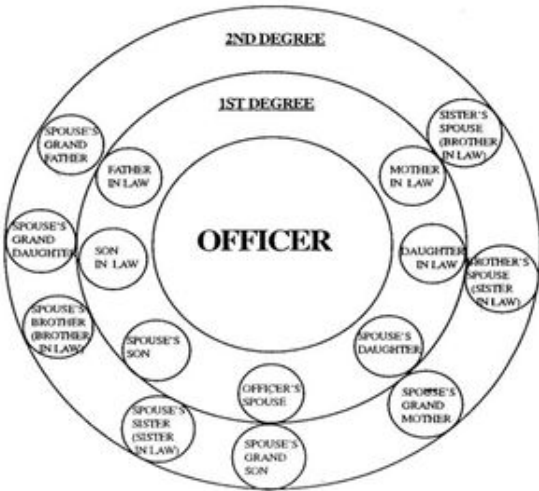 2ND DEGREE
1ST DEGREE
SPOUSE'S
GRAND
FATHER
FATHER
IN LAW
MOTHER
IN LAW
SISTER'S
SPOUSE
(BROTHER
IN LAW)
OFFICER
SPOUSE'S
GRAND
DAUGHTER
SON
IN LAW
DAUGHTER
IN LAW
BROTHER'S
SPOUSE
(SISTER
IN LAW)
SPOUSE'S
BROTHER
(BROTHER
IN LAW)
SPOUSE'S
SON
SPOUSE'S
DAUGHTER
OFFICER'S
SPOUSE
SPOUSE'S
GRAND
MOTHER
SPOUSE'S
SISTER
(SISTER
IN LAW)
SPOUSE'S
GRAND
SON